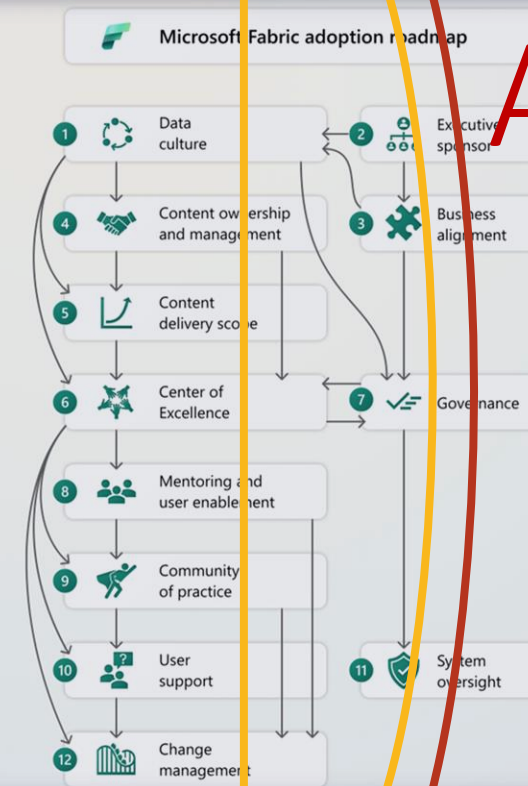 Microsoft Fabric adoption roadmap
1
Data
culture
2
Executive
sponsor
A
4
Content ownership
and management
3
Business
alignment
5
Content
delivery scope
6
Center of
Excellence
7
Governance
8
Mentoring and
user enablement
9
Community
of practice
10
User
support
11
System
oversight
12
Change
management